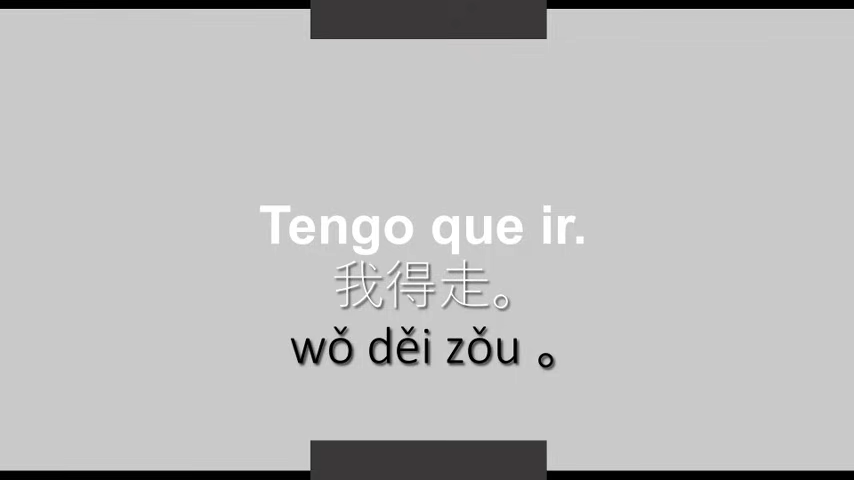 Tengo que ir.
我得走。
wǒ děi zǒu 。